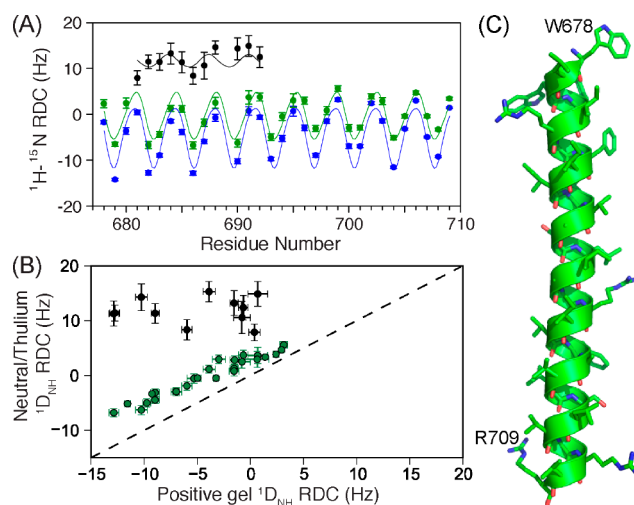 (A)
¹H-¹⁵N RDC (Hz)
20
10
0
-10
-20
680
690
700
710
Residue Number
(B)
Neutral/Thulium
¹D_NH RDC (Hz)
20
10
0
-10
-15
-10
-5
0
5
10
15
20
Positive gel ¹D_NH RDC (Hz)
(C)
W678
R709